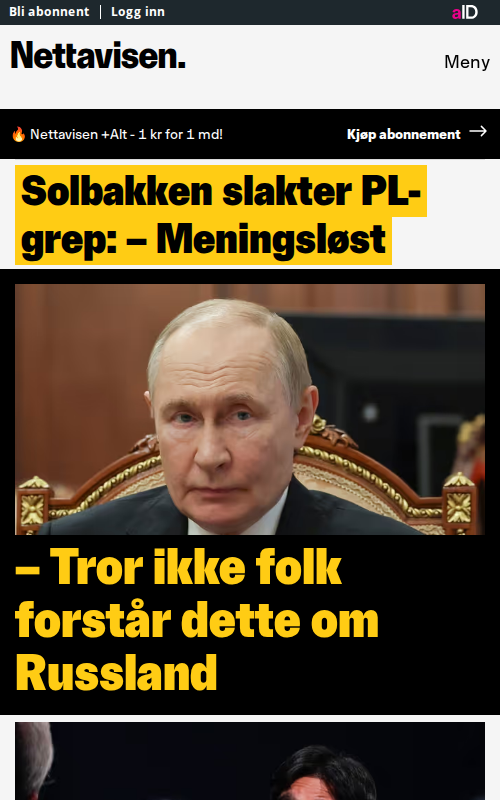 Bli abonnent | Logg inn
aID
Nettavisen.
Meny
🔥 Nettavisen +Alt - 1 kr for 1 md!
Kjøp abonnement →
Solbakken slakter PL-
grep: – Meningsløst
– Tror ikke folk
forstår dette om
Russland